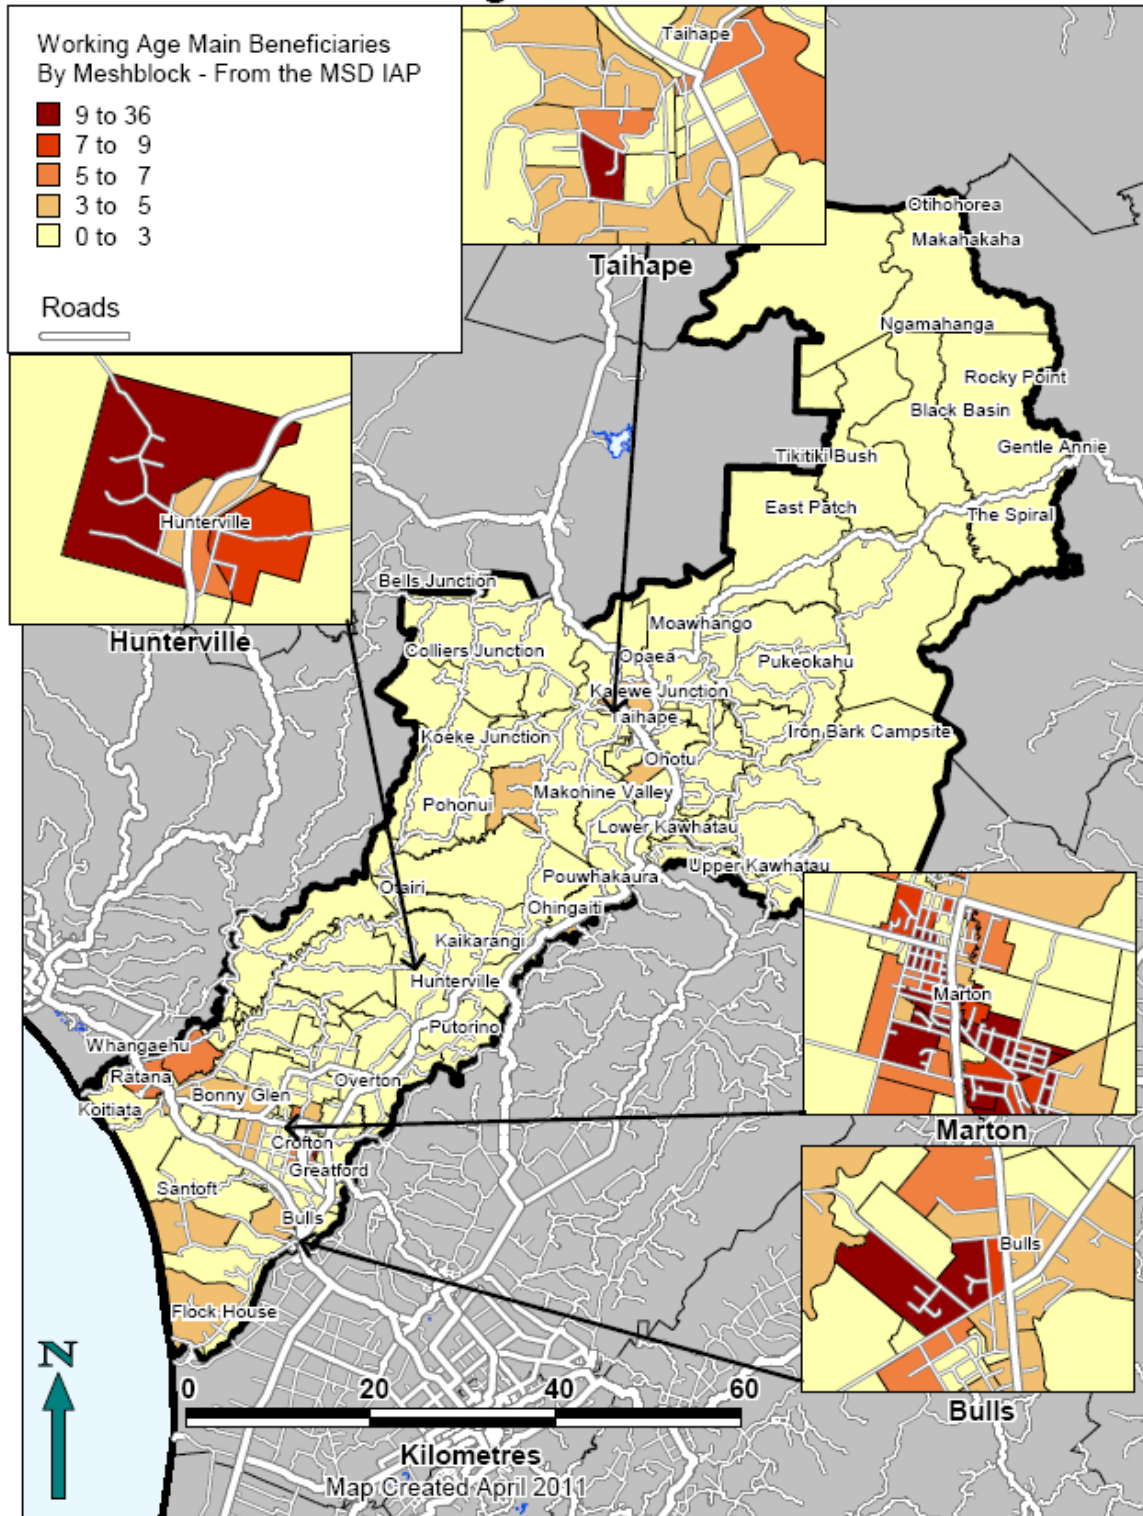 Working Age Main Beneficiaries
By Meshblock - From the MSD IAP
9 to 36
7 to 9
5 to 7
3 to 5
0 to 3
Roads
Taihape
Taihape
Otihohorea
Makahakaha
Ngamahanga
Rocky Point
Black Basin
Gentle Annie
Tikitiki Bush
East Patch
The Spiral
Hunterville
Hunterville
Bells Junction
Moawhango
Colliers Junction
Opaea
Pukeokahu
Kaiewe Junction
Taihape
Koeke Junction
Iron Bark Campsite
Ohotu
Makohine Valley
Pohonui
Lower Kawhatau
Upper Kawhatau
Pouwhakaura
Otairi
Ohingaiti
Kaikarangi
Hunterville
Marton
Putorino
Whangaehu
Ratana
Overton
Bonny Glen
Koitiata
Marton
Crofton
Greatford
Santoft
Bulls
Bulls
Flock House
N
0 20 40 60
Bulls
Kilometres
Map Created April 2011